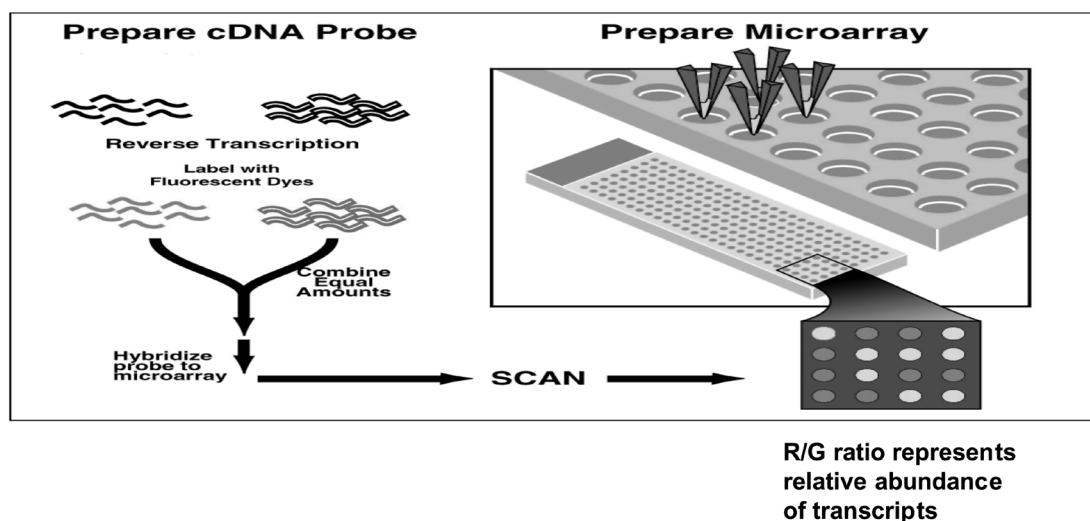 Prepare cDNA Probe
Prepare Microarray
Reverse Transcription
Label with
Fluorescent Dyes
Combine
Equal
Amounts
Hybridize
probe to
microarray
SCAN
R/G ratio represents
relative abundance
of transcripts